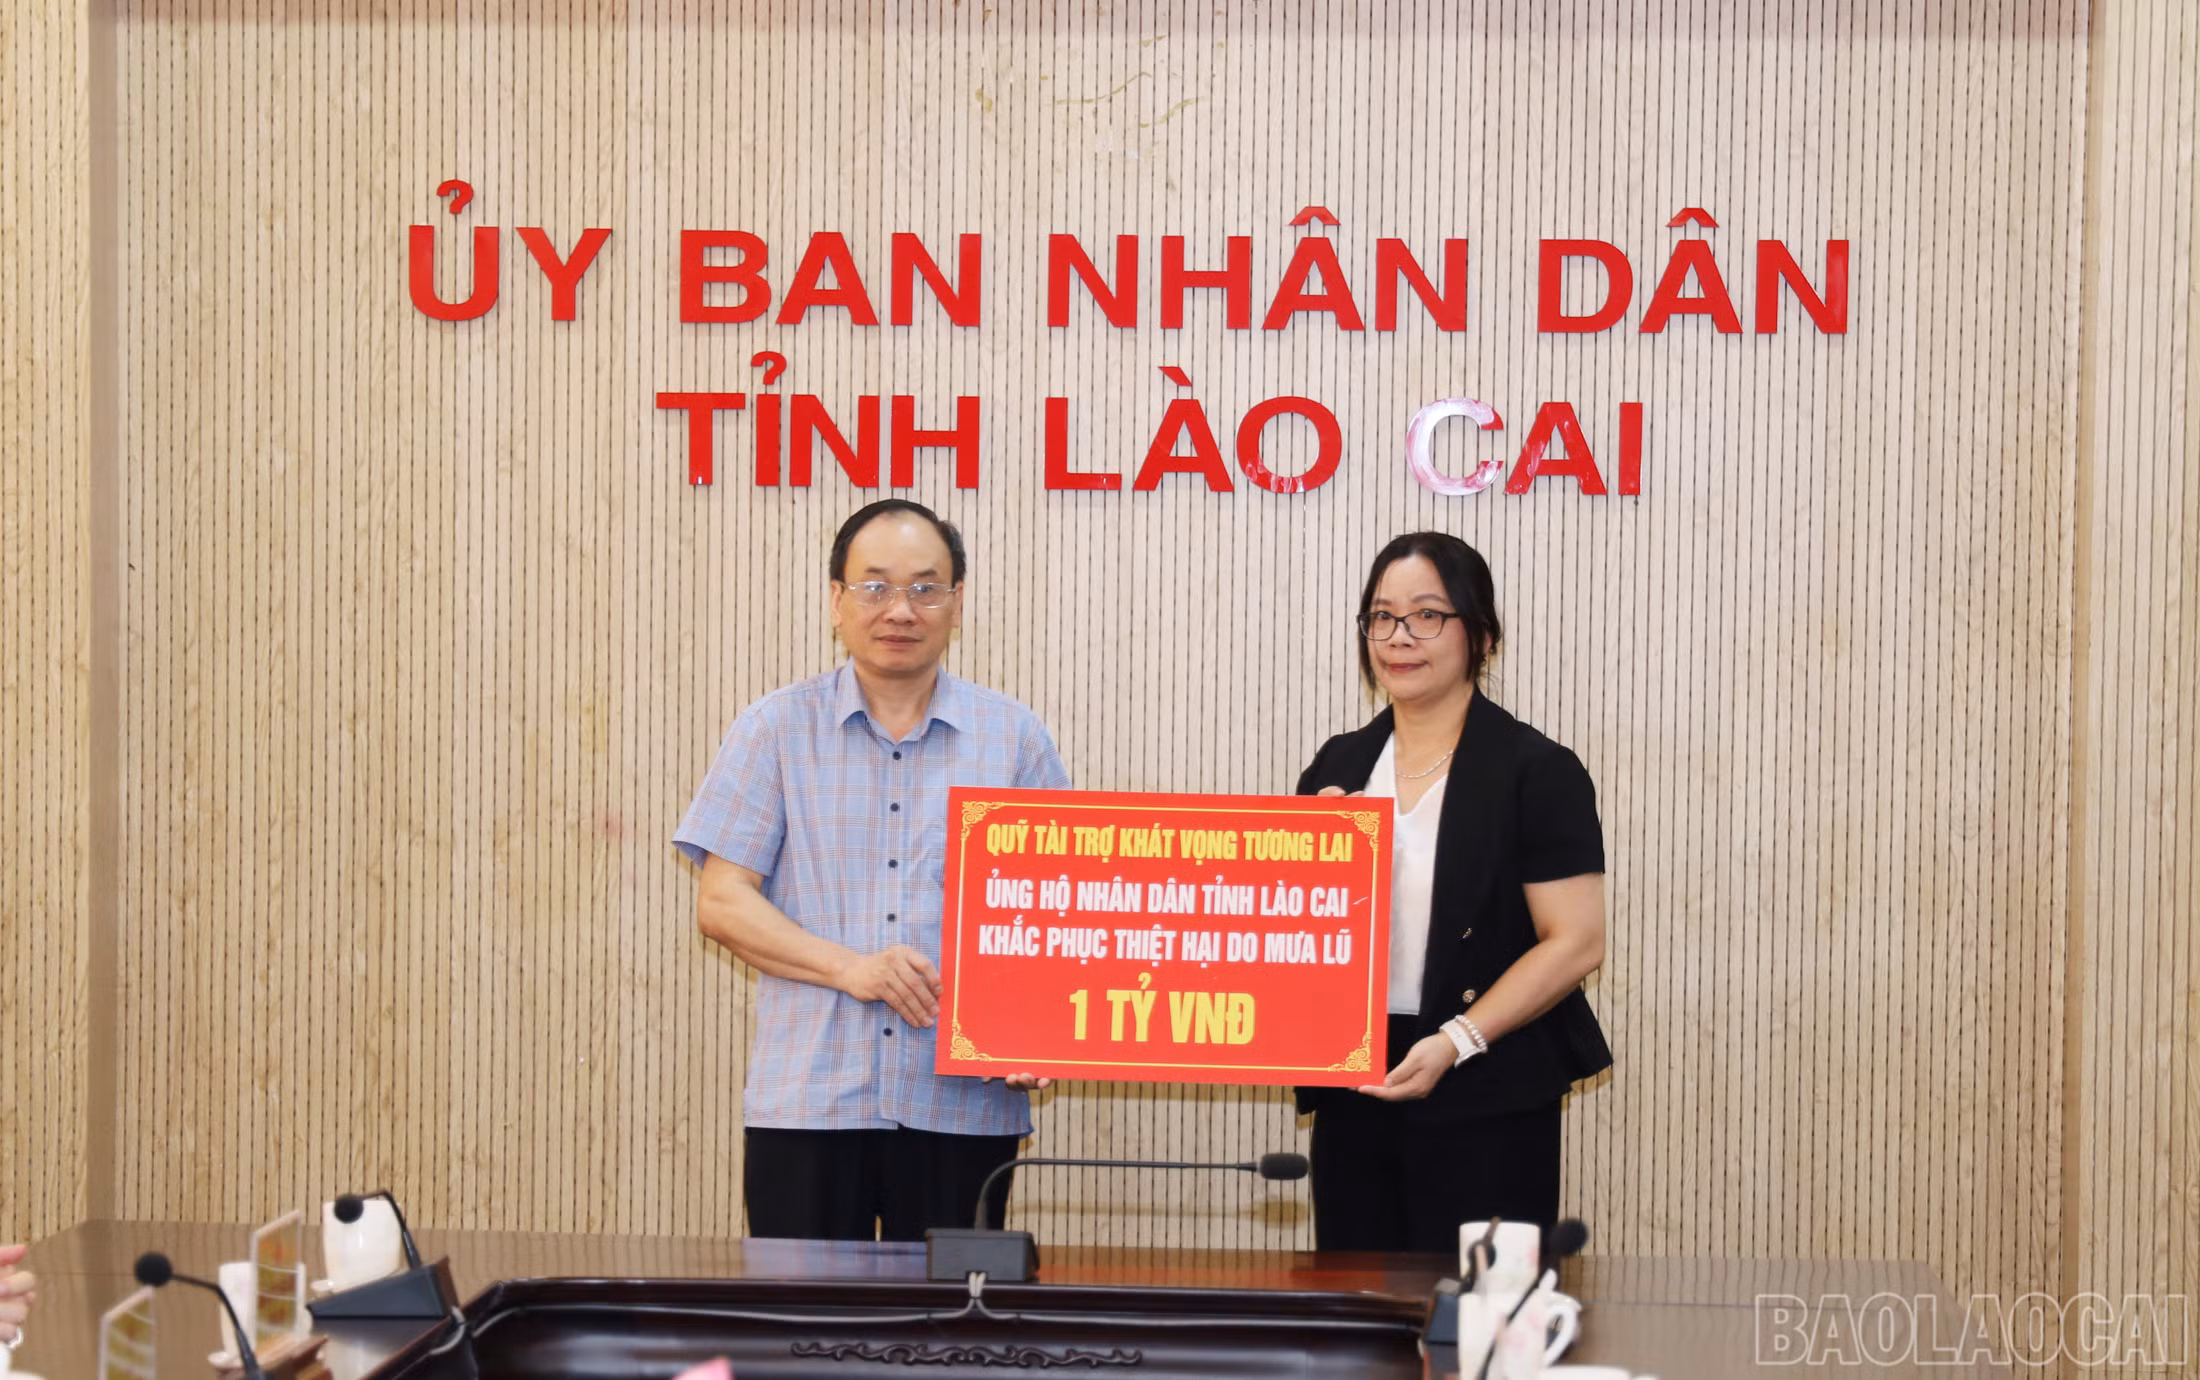 ỦY BAN NHÂN DÂN
TỈNH LÀO CAI
QUỸ TÀI TRỢ KHÁT VỌNG TƯƠNG LAI
ỦNG HỘ NHÂN DÂN TỈNH LÀO CAI
KHẮC PHỤC THIỆT HẠI DO MƯA LŨ
1 TỶ VNĐ
BAOLAOCAI